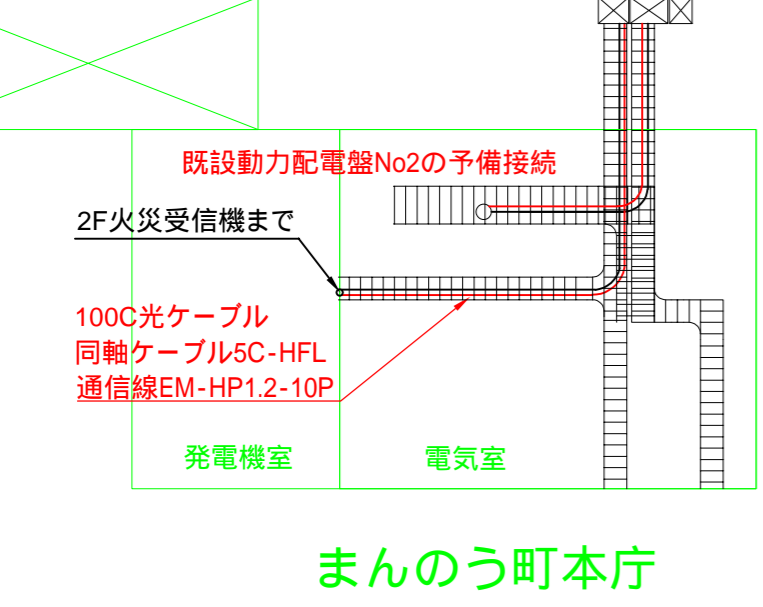 既設動力配電盤No2の予備接続
2F火災受信機まで
100C光ケーブル
同軸ケーブル5C-HFL
通信線EM-HP1.2-10P
発電機室
電気室
まんのう町本庁